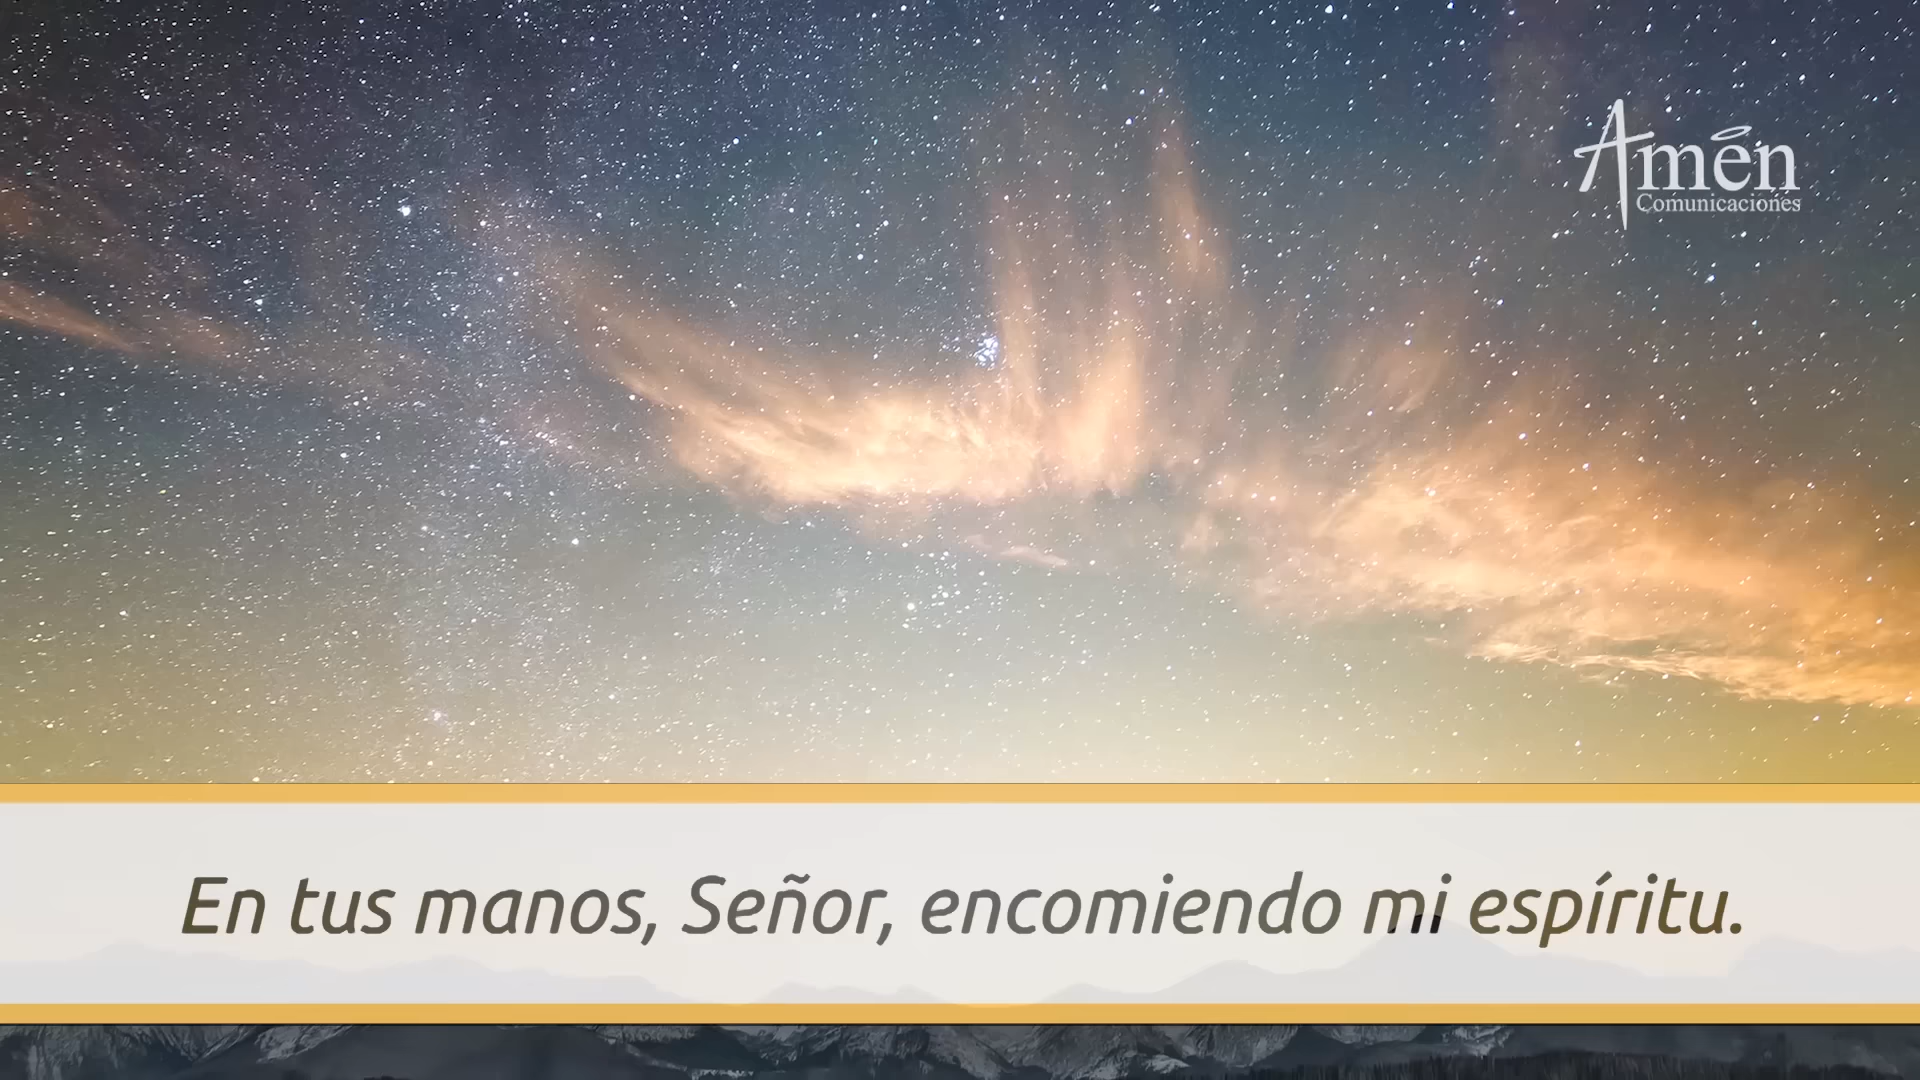 Amén
Comunicaciones
En tus manos, Señor, encomiendo mi espíritu.